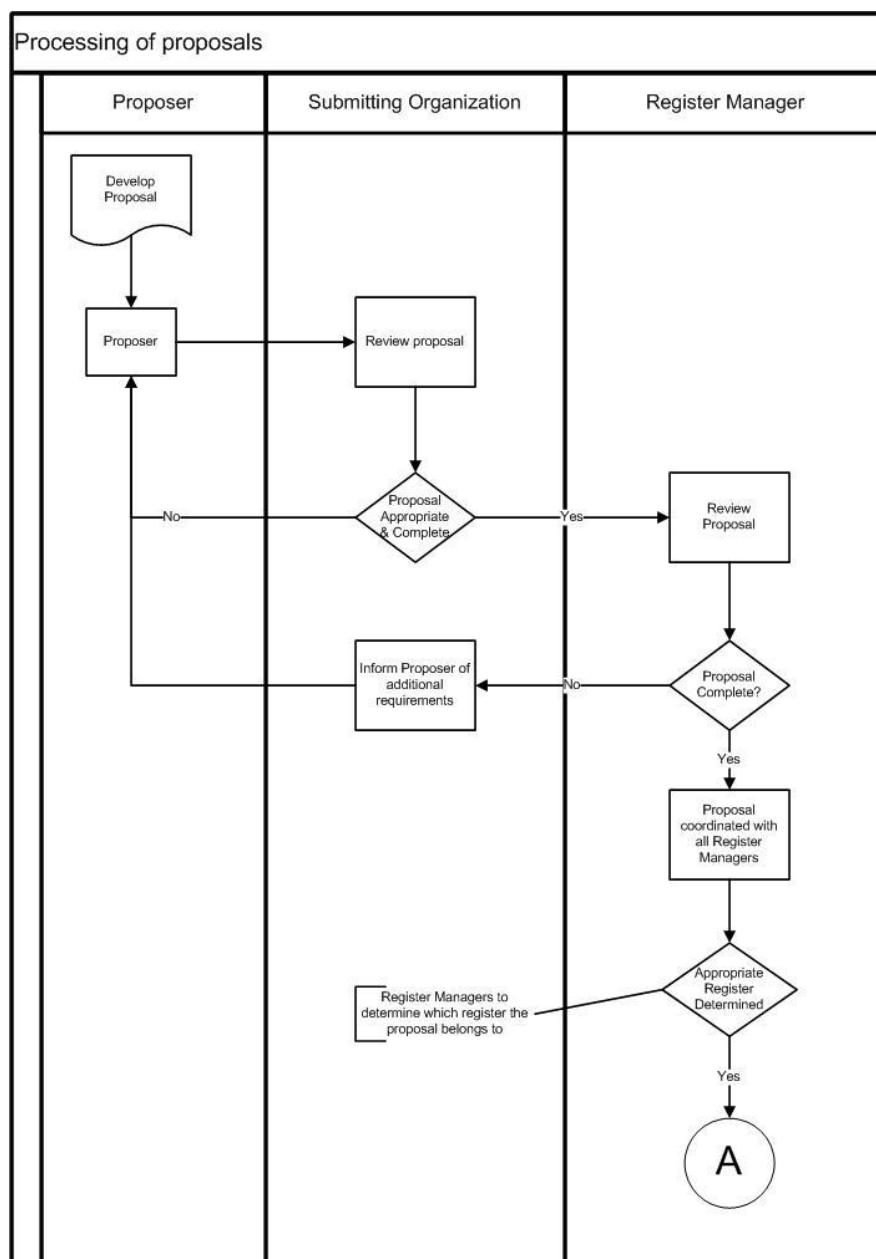 Processing of proposals
Proposer
Submitting Organization
Register Manager
Develop
Proposal
Proposer
Review proposal
Proposal
Appropriate
& Complete
No
Yes
Review
Proposal
Proposal
Complete?
No
Inform Proposer of
additional
requirements
Yes
Proposal
coordinated with
all Register
Managers
Appropriate
Register
Determined
Register Managers to
determine which register the
proposal belongs to
Yes
A